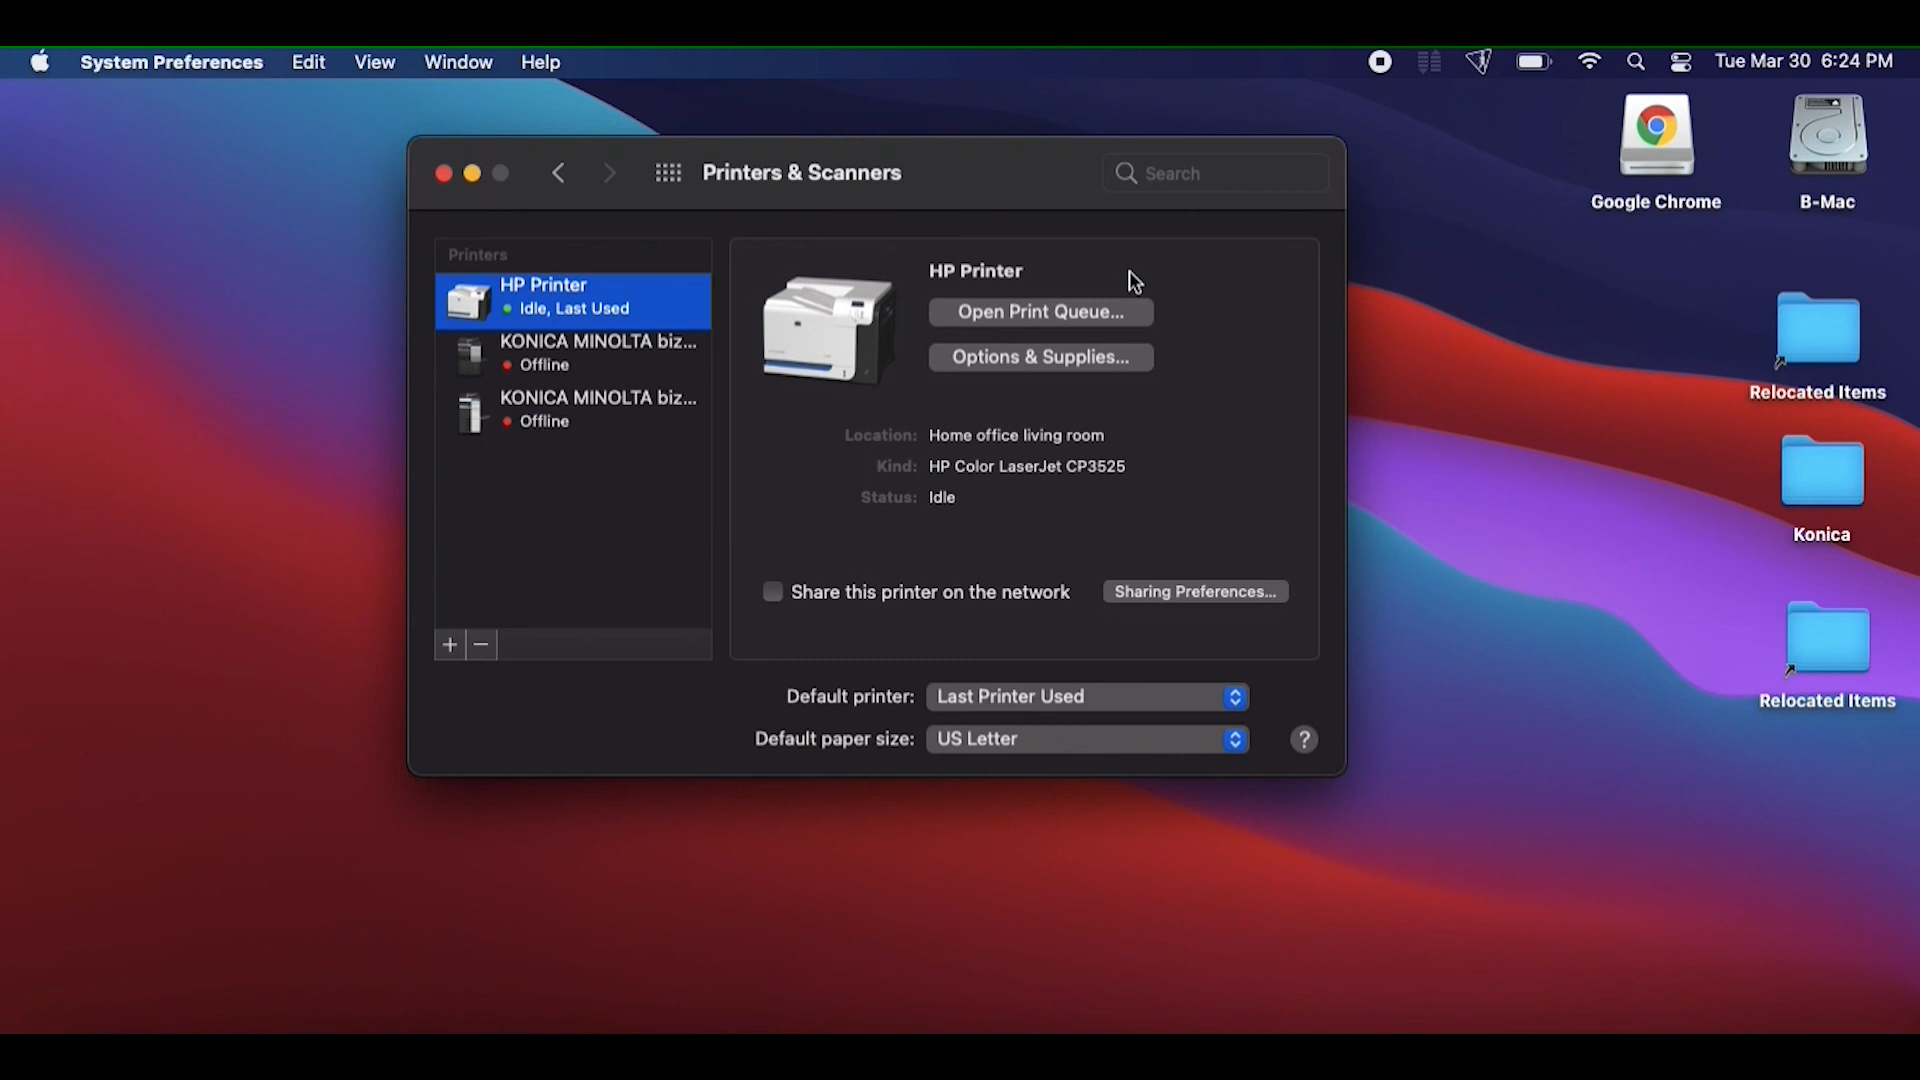 System Preferences Edit View Window Help
Tue Mar 30 6:24 PM
Google Chrome
B-Mac
Relocated Items
Konica
Relocated Items
Printers & Scanners
Search
Printers
HP Printer
Idle, Last Used
KONICA MINOLTA biz...
Offline
KONICA MINOLTA biz...
Offline
+ −
HP Printer
Open Print Queue...
Options & Supplies...
Location: Home office living room
Kind: HP Color LaserJet CP3525
Status: Idle
Share this printer on the network
Sharing Preferences...
Default printer: Last Printer Used
Default paper size: US Letter
?